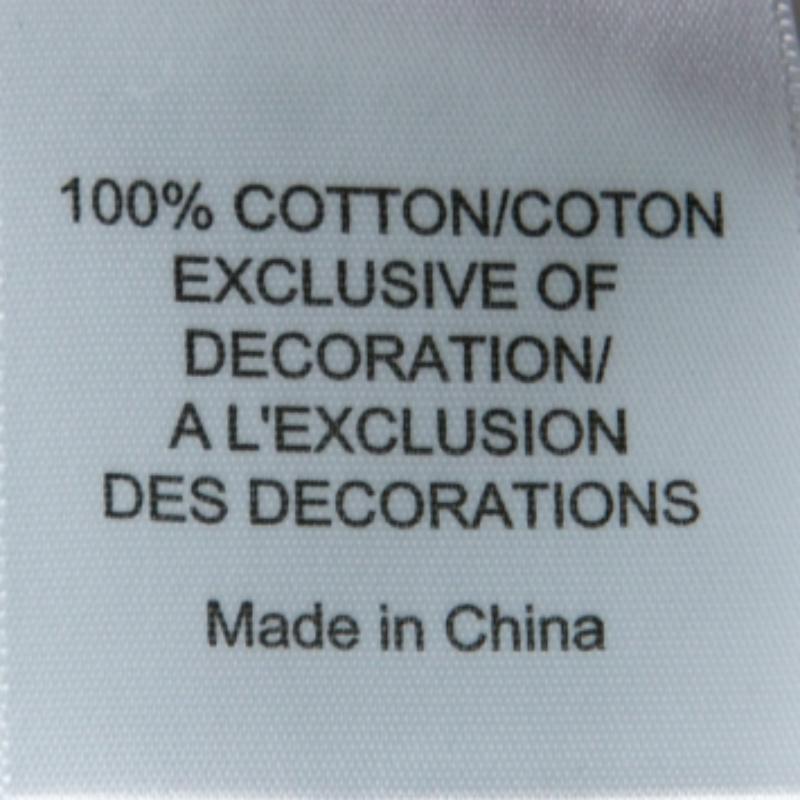 100% COTTON/COTON
EXCLUSIVE OF
DECORATION/
A L'EXCLUSION
DES DECORATIONS
Made in China